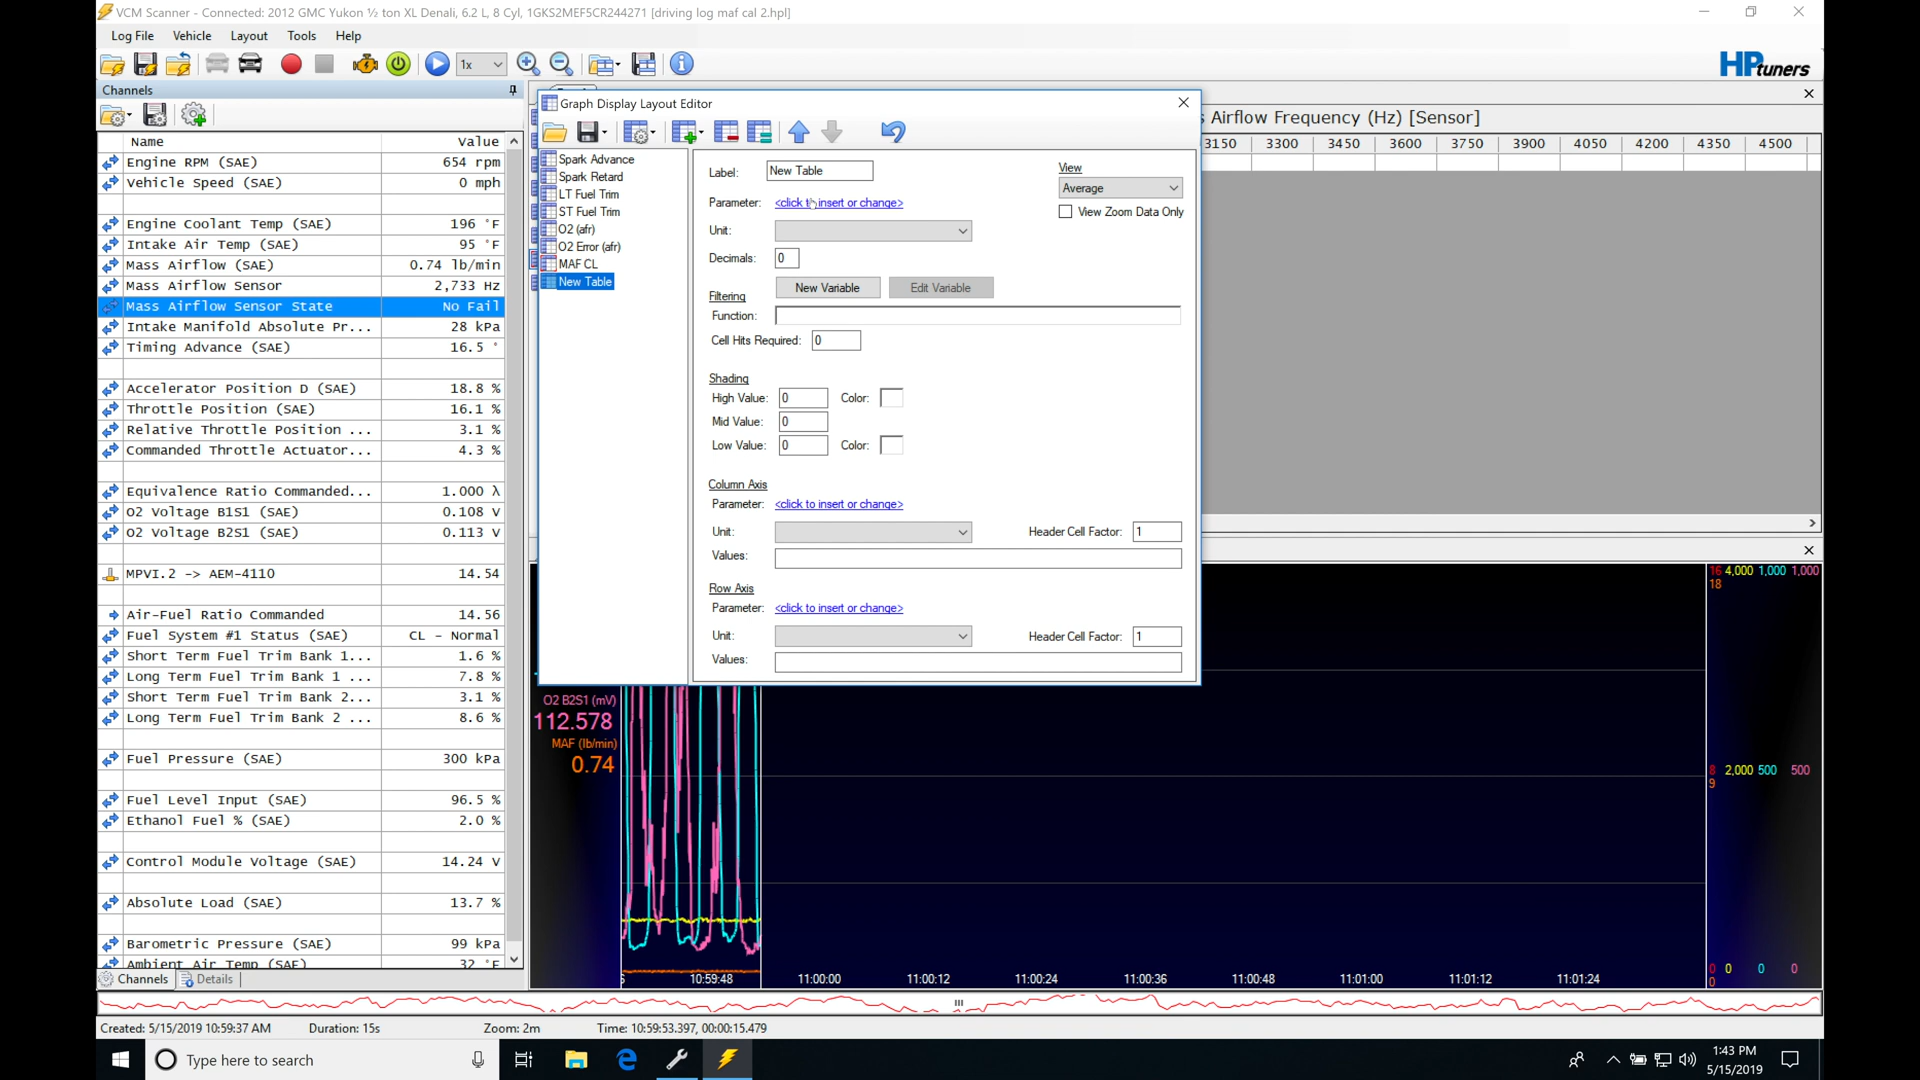 VCM Scanner - Connected: 2012 GMC Yukon ½ ton XL Denali, 6.2 L, 8 Cyl, 1GKS2MEF5CR244271 [driving log maf cal 2.hpl]
Log File Vehicle Layout Tools Help
1x
HPtuners
Channels
Name Value
Engine RPM (SAE) 654 rpm
Vehicle Speed (SAE) 0 mph
Engine Coolant Temp (SAE) 196 °F
Intake Air Temp (SAE) 95 °F
Mass Airflow (SAE) 0.74 lb/min
Mass Airflow Sensor 2,733 Hz
Mass Airflow Sensor State No Fail
Intake Manifold Absolute Pr... 28 kPa
Timing Advance (SAE) 16.5 °
Accelerator Position D (SAE) 18.8 %
Throttle Position (SAE) 16.1 %
Relative Throttle Position ... 3.1 %
Commanded Throttle Actuator... 4.3 %
Equivalence Ratio Commanded... 1.000 λ
O2 Voltage B1S1 (SAE) 0.108 V
O2 Voltage B2S1 (SAE) 0.113 V
MPVI.2 -> AEM-4110 14.54
Air-Fuel Ratio Commanded 14.56
Fuel System #1 Status (SAE) CL - Normal
Short Term Fuel Trim Bank 1... 1.6 %
Long Term Fuel Trim Bank 1 ... 7.8 %
Short Term Fuel Trim Bank 2... 3.1 %
Long Term Fuel Trim Bank 2 ... 8.6 %
Fuel Pressure (SAE) 300 kPa
Fuel Level Input (SAE) 96.5 %
Ethanol Fuel % (SAE) 2.0 %
Control Module Voltage (SAE) 14.24 V
Absolute Load (SAE) 13.7 %
Barometric Pressure (SAE) 99 kPa
Ambient Air Temp (SAE) 32 °F
Channels Details
Graph Display Layout Editor
Spark Advance
Spark Retard
LT Fuel Trim
ST Fuel Trim
O2 (afr)
O2 Error (afr)
MAF CL
New Table
Label: New Table
Parameter: <click to insert or change>
Unit:
Decimals: 0
View
Average
View Zoom Data Only
New Variable Edit Variable
Filtering
Function:
Cell Hits Required: 0
Shading
High Value: 0 Color:
Mid Value: 0
Low Value: 0 Color:
Column Axis
Parameter: <click to insert or change>
Unit: Header Cell Factor: 1
Values:
Row Axis
Parameter: <click to insert or change>
Unit: Header Cell Factor: 1
Values:
s Airflow Frequency (Hz) [Sensor]
3150 3300 3450 3600 3750 3900 4050 4200 4350 4500
O2 B2S1 (mV)
112.578
MAF (lb/min)
0.74
16 4,000 1,000 1,000
18
8 2,000 500 500
9
0 0 0 0
0
10:59:48 11:00:00 11:00:12 11:00:24 11:00:36 11:00:48 11:01:00 11:01:12 11:01:24
Created: 5/15/2019 10:59:37 AM Duration: 15s Zoom: 2m Time: 10:59:53.397, 00:00:15.479
Type here to search
1:43 PM
5/15/2019